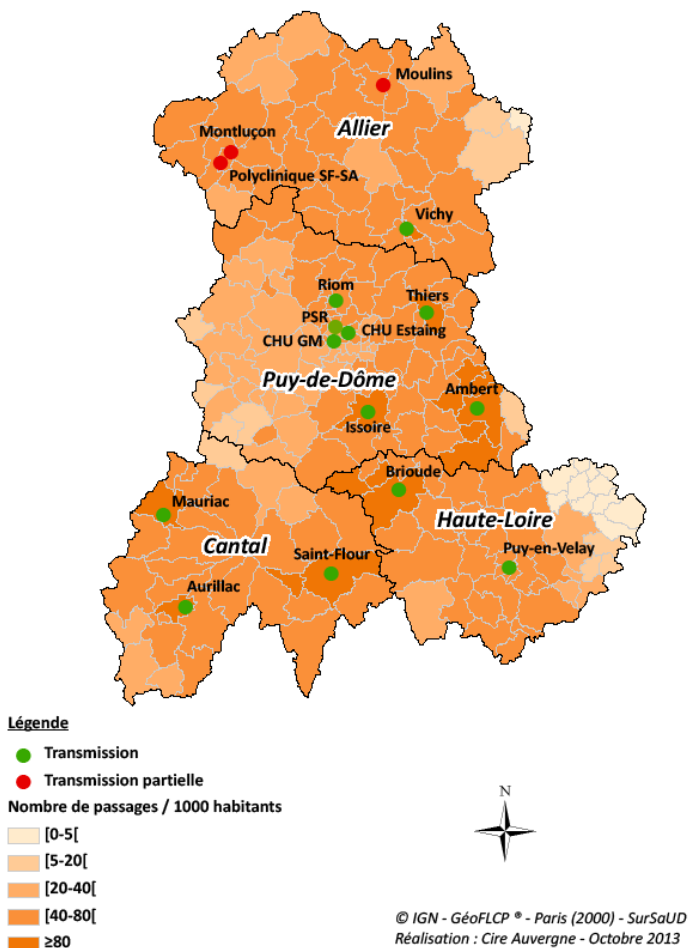 Moulins
Allier
Montluçon
Polyclinique SF-SA
Vichy
Riom
Thiers
PSR
CHU Estaing
CHU GM
Puy-de-Dôme
Ambert
Issoire
Brioude
Mauriac
Haute-Loire
Cantal
Saint-Flour
Puy-en-Velay
Aurillac
Légende
Transmission
Transmission partielle
Nombre de passages / 1000 habitants
[0-5[
[5-20[
[20-40[
[40-80[
≥80
N
© IGN - GéoFLCP ® - Paris (2000) - SurSaUD
Réalisation : Cire Auvergne - Octobre 2013